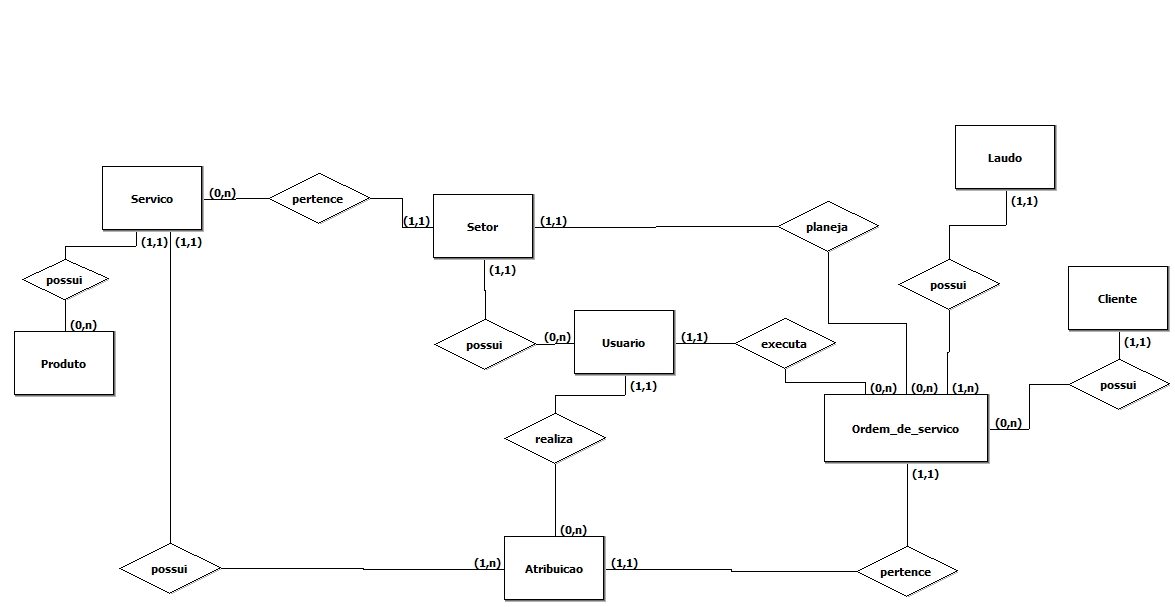 Laudo
Servico
(0,n)
pertence
(1,1)
Setor
(1,1)
planeja
(1,1)
(1,1)
(1,1)
(1,1)
possui
possui
Cliente
(0,n)
(1,1)
Produto
possui
(0,n)
Usuario
(1,1)
executa
(1,1)
possui
(1,1)
(0,n)
(0,n)
(1,n)
realiza
Ordem_de_servico
(0,n)
(1,1)
(0,n)
possui
(1,n)
Atribuicao
(1,1)
pertence